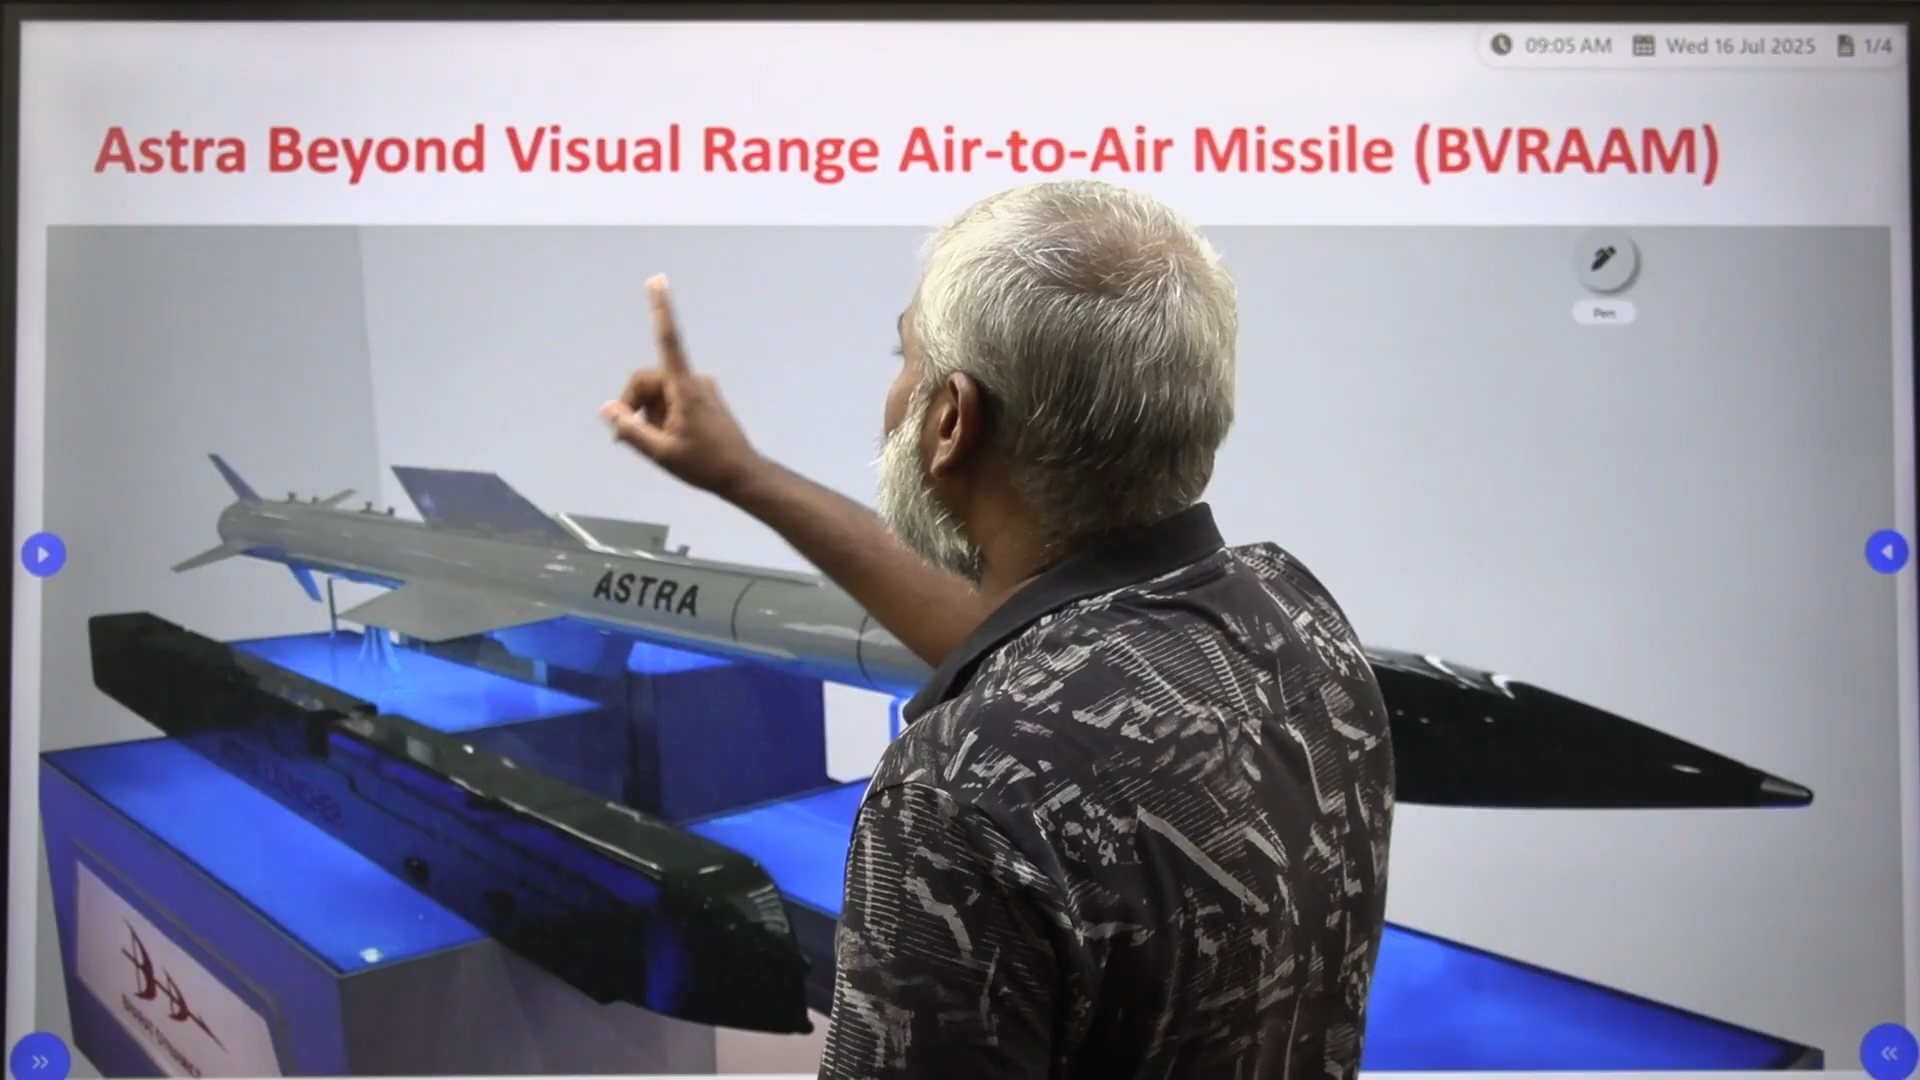 09:05 AM Wed 16 Jul 2025 1/4
Astra Beyond Visual Range Air-to-Air Missile (BVRAAM)
Pen
ASTRA